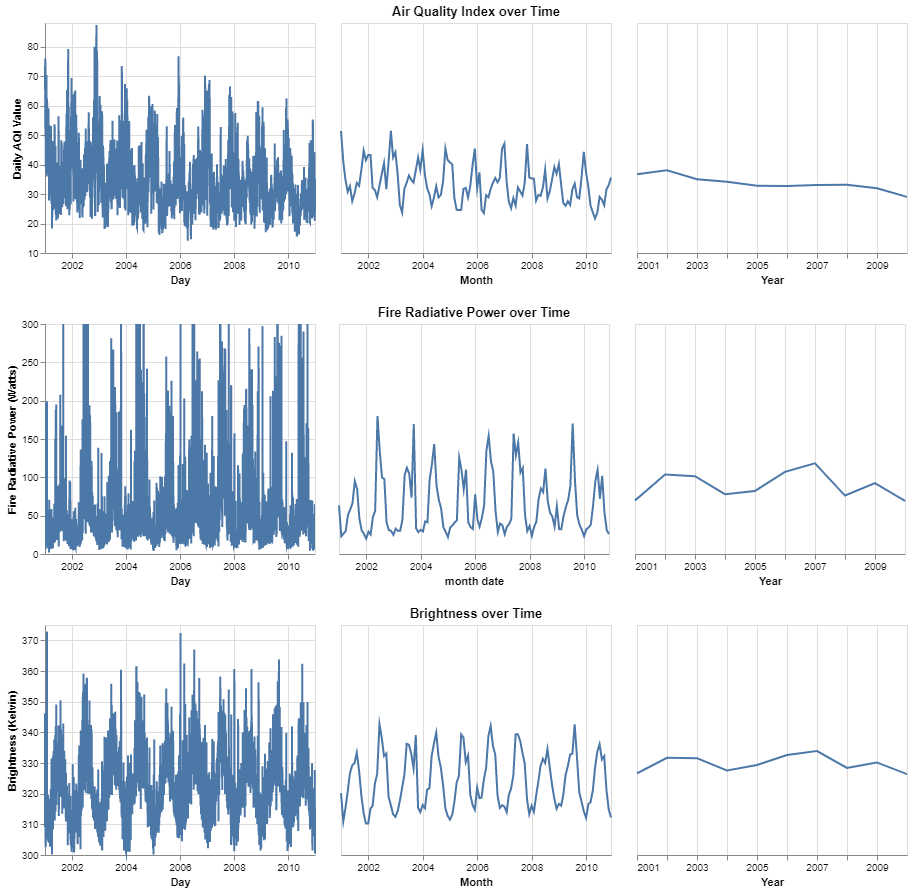 Air Quality Index over Time
Daily AQI Value
80
70
60
50
40
30
20
10
2002 2004 2006 2008 2010
Day
2002 2004 2006 2008 2010
Month
2001 2003 2005 2007 2009
Year
Fire Radiative Power over Time
Fire Radiative Power (Watts)
300
250
200
150
100
50
0
2002 2004 2006 2008 2010
Day
2002 2004 2006 2008 2010
month date
2001 2003 2005 2007 2009
Year
Brightness over Time
Brightness (Kelvin)
370
360
350
340
330
320
310
300
2002 2004 2006 2008 2010
Day
2002 2004 2006 2008 2010
Month
2001 2003 2005 2007 2009
Year